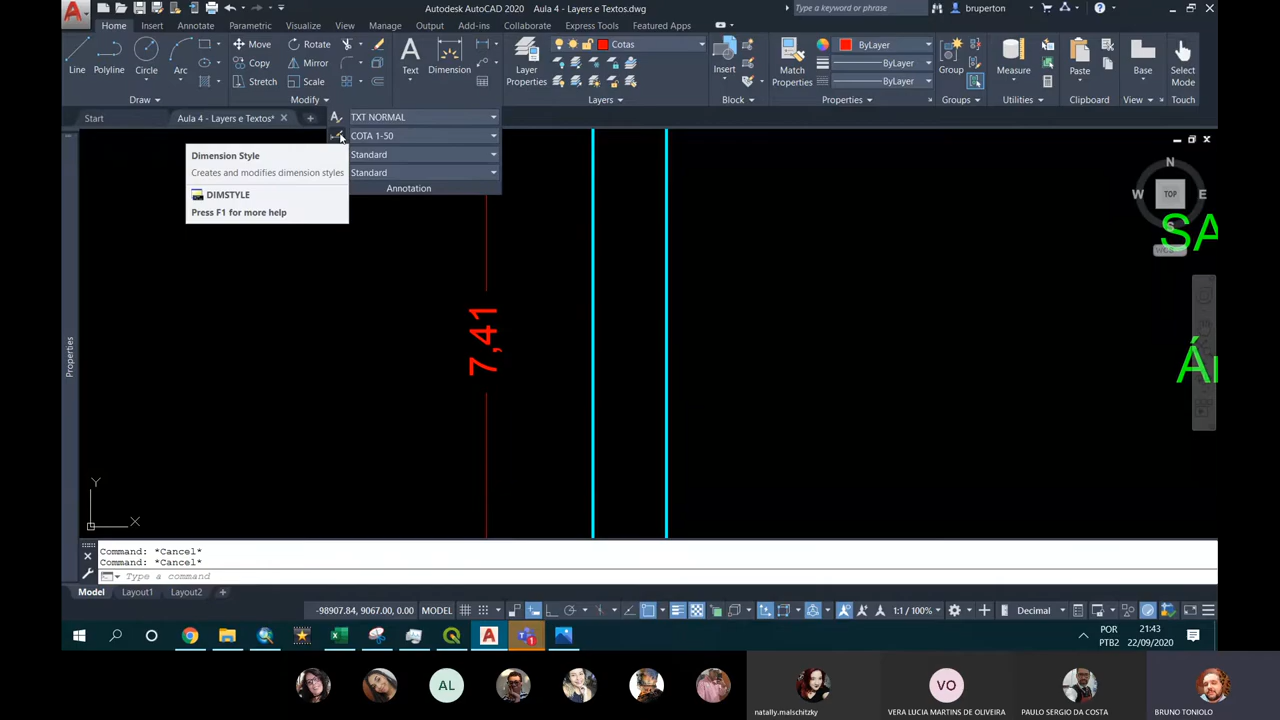 Autodesk AutoCAD 2020 Aula 4 - Layers e Textos.dwg
Type a keyword or phrase
bruperton
Home Insert Annotate Parametric Visualize View Manage Output Add-ins Collaborate Express Tools Featured Apps
Line
Polyline
Circle
Arc
Move
Rotate
Copy
Mirror
Stretch
Scale
Text
Dimension
Layer
Properties
Cotas
Insert
Match
Properties
ByLayer
ByLayer
ByLayer
Group
Measure
Paste
Base
Select
Mode
Draw
Modify
Layers
Block
Properties
Groups
Utilities
Clipboard
View
Touch
Start
Aula 4 - Layers e Textos*
TXT NORMAL
COTA 1-50
Standard
Standard
Annotation
Dimension Style
Creates and modifies dimension styles
DIMSTYLE
Press F1 for more help
Properties
7,41
N
W
TOP
E
S
WCS
SA
Y
X
Command: *Cancel*
Command: *Cancel*
Type a command
Model
Layout1
Layout2
-98907.84, 9067.00, 0.00
MODEL
1:1 / 100%
Decimal
POR
PTB2
21:43
22/09/2020
AL
VO
natally.malschitzky
VERA LUCIA MARTINS DE OLIVEIRA
PAULO SERGIO DA COSTA
BRUNO TONIOLO